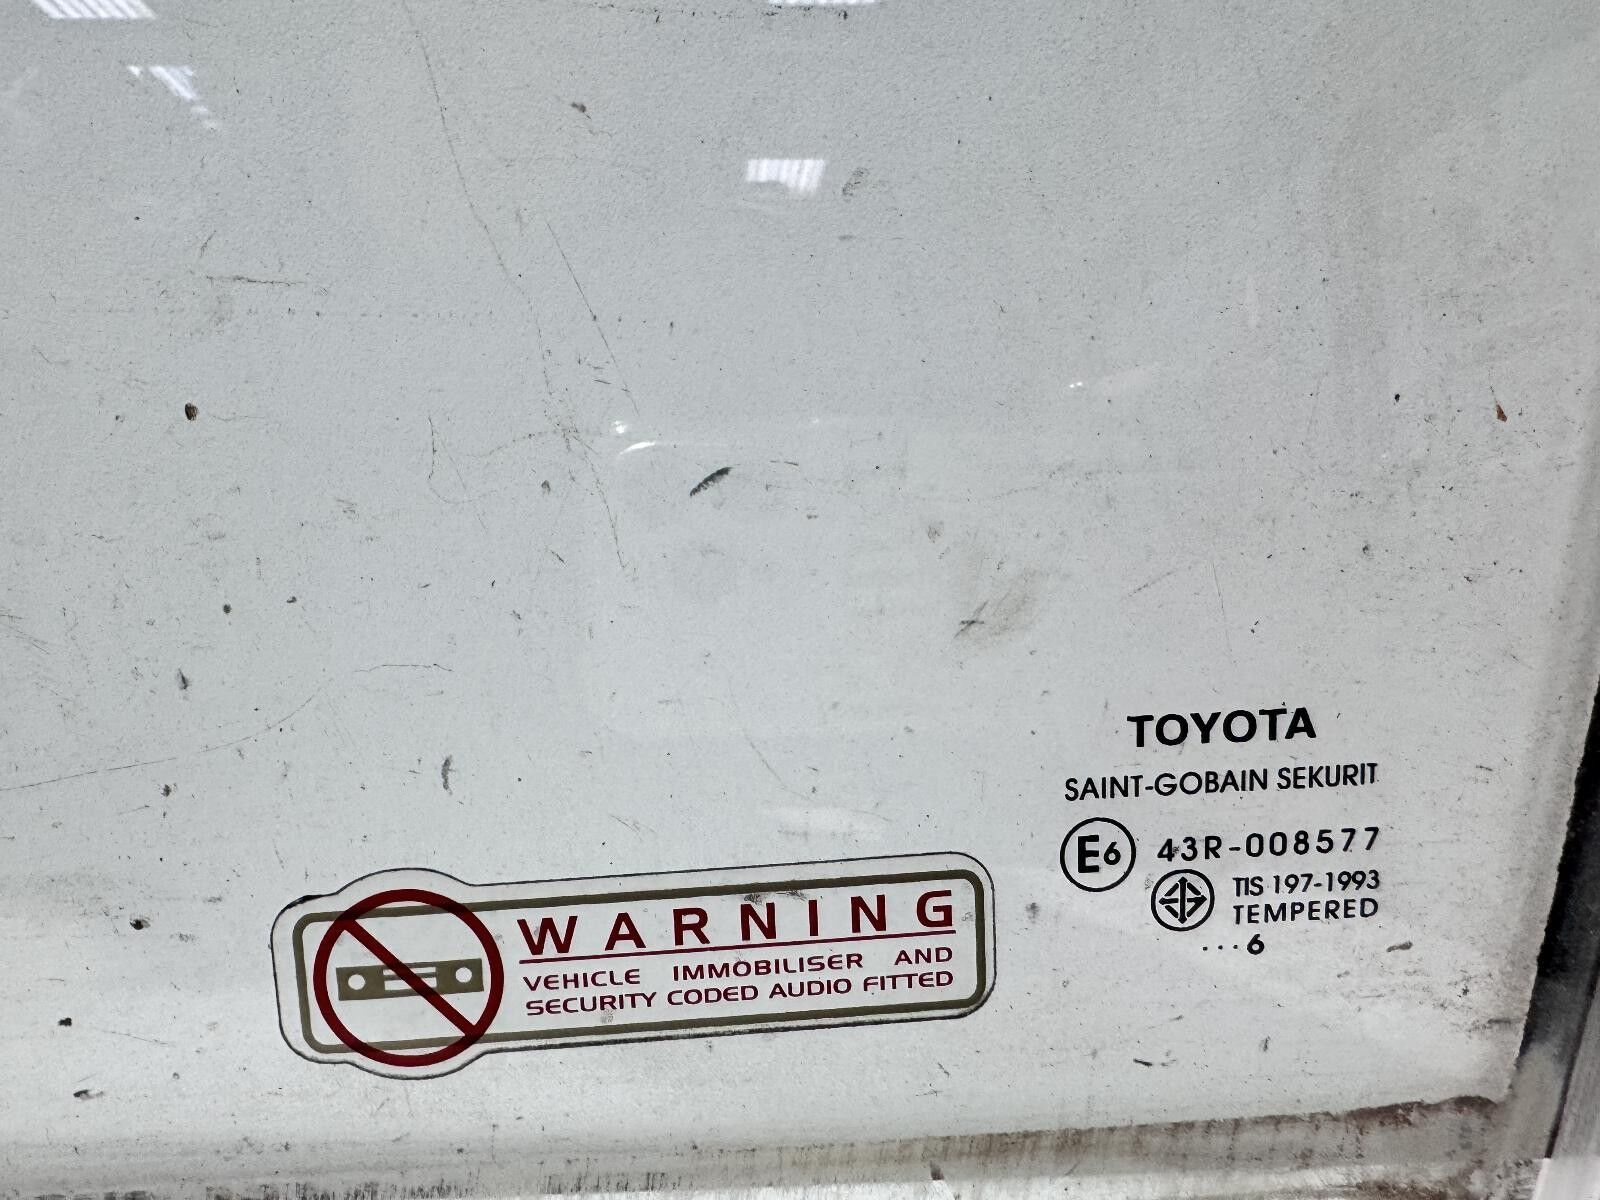 TOYOTA
SAINT-GOBAIN SEKURIT
E6 43R-008577
TIS 197-1993
TEMPERED
...6
WARNING
VEHICLE IMMOBILISER AND
SECURITY CODED AUDIO FITTED